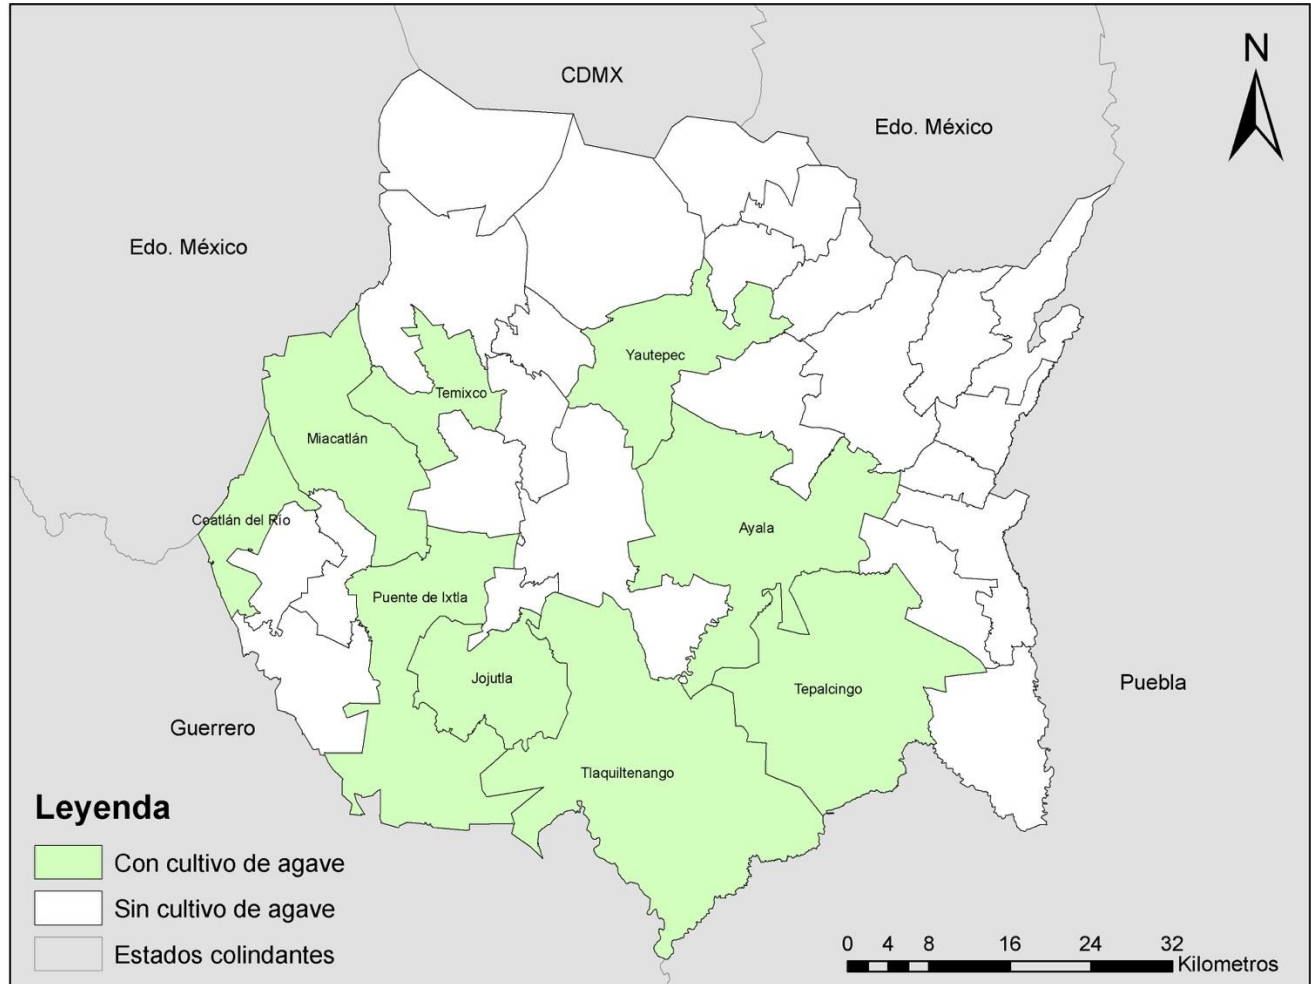 N
CDMX
Edo. México
Edo. México
Yautepec
Temixco
Miacatlán
Coatlán del Río
Ayala
Puente de Ixtla
Jojutla
Tepalcingo
Puebla
Guerrero
Tlaquiltenango
Leyenda
Con cultivo de agave
Sin cultivo de agave
Estados colindantes
0 4 8 16 24 32
Kilometros